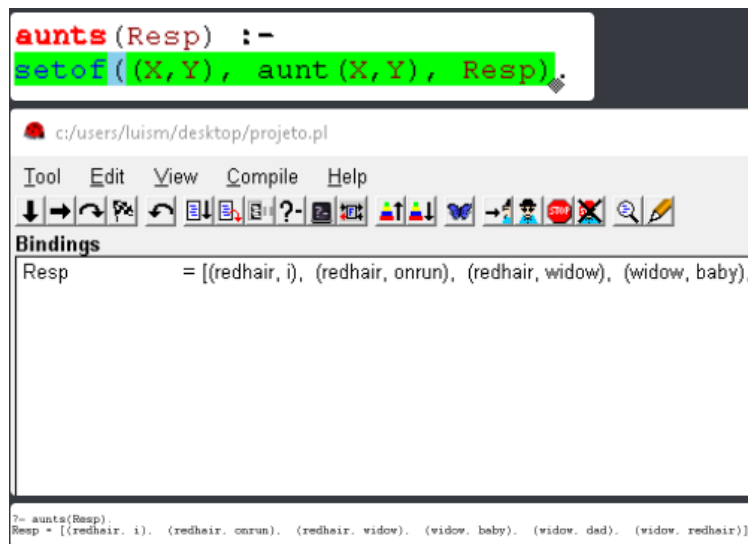 aunts(Resp) :-
setof((X,Y), aunt(X,Y), Resp).
c:/users/luism/desktop/projeto.pl
Tool Edit View Compile Help
?-
STOP
Bindings
Resp = [(redhair, i), (redhair, onrun), (redhair, widow), (widow, baby),
?- aunts(Resp).
Resp = [(redhair, i), (redhair, onrun), (redhair, widow), (widow, baby), (widow, dad), (widow, redhair)]